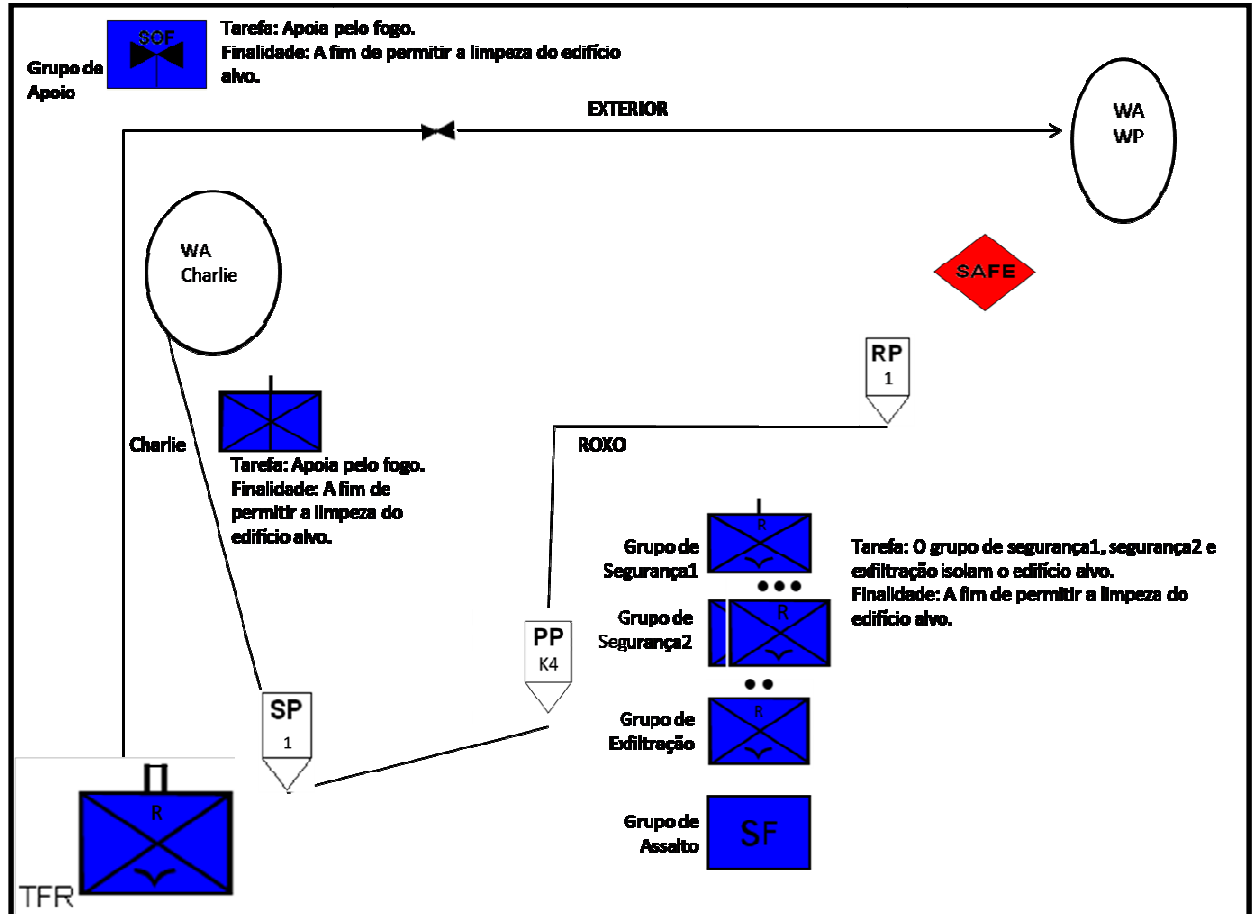 SOF
Grupo de
Apoio
Tarefa: Apoia pelo fogo.
Finalidade: A fim de permitir a limpeza do edifício
alvo.
EXTERIOR
WA
WP
WA
Charlie
SAFE
RP
1
Charlie
Tarefa: Apoia pelo fogo.
Finalidade: A fim de
permitir a limpeza do
edifício alvo.
ROXO
Grupo de
Segurança1
R
Tarefa: O grupo de segurança1, segurança2 e
exfiltração isolam o edifício alvo.
Finalidade: A fim de permitir a limpeza do
edifício alvo.
Grupo de
Segurança2
R
PP
K4
Grupo de
Exfiltração
R
SP
1
Grupo de
Assalto
SF
R
TFR